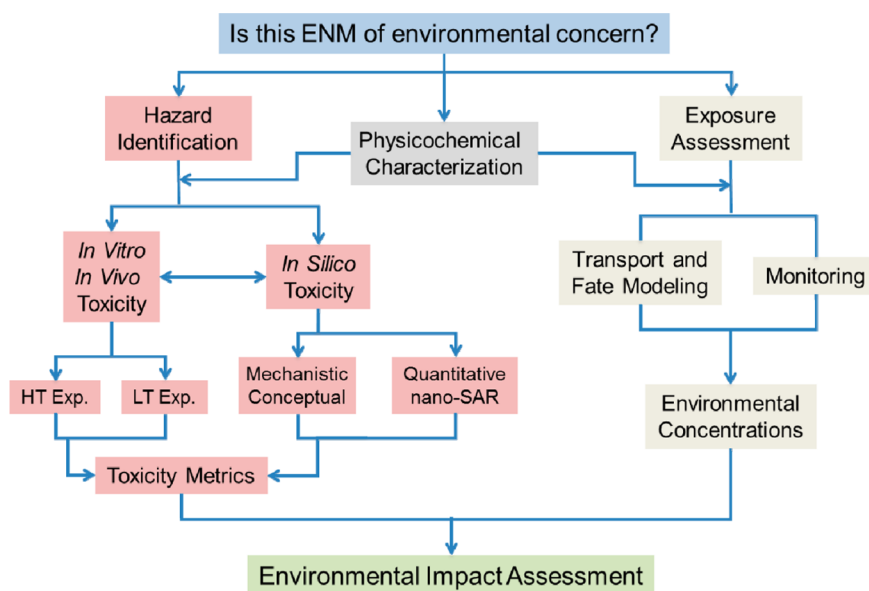 Is this ENM of environmental concern?
Hazard
Identification
Physicochemical
Characterization
Exposure
Assessment
In Vitro
In Vivo
Toxicity
In Silico
Toxicity
Transport and
Fate Modeling
Monitoring
HT Exp.
LT Exp.
Mechanistic
Conceptual
Quantitative
nano-SAR
Environmental
Concentrations
Toxicity Metrics
Environmental Impact Assessment